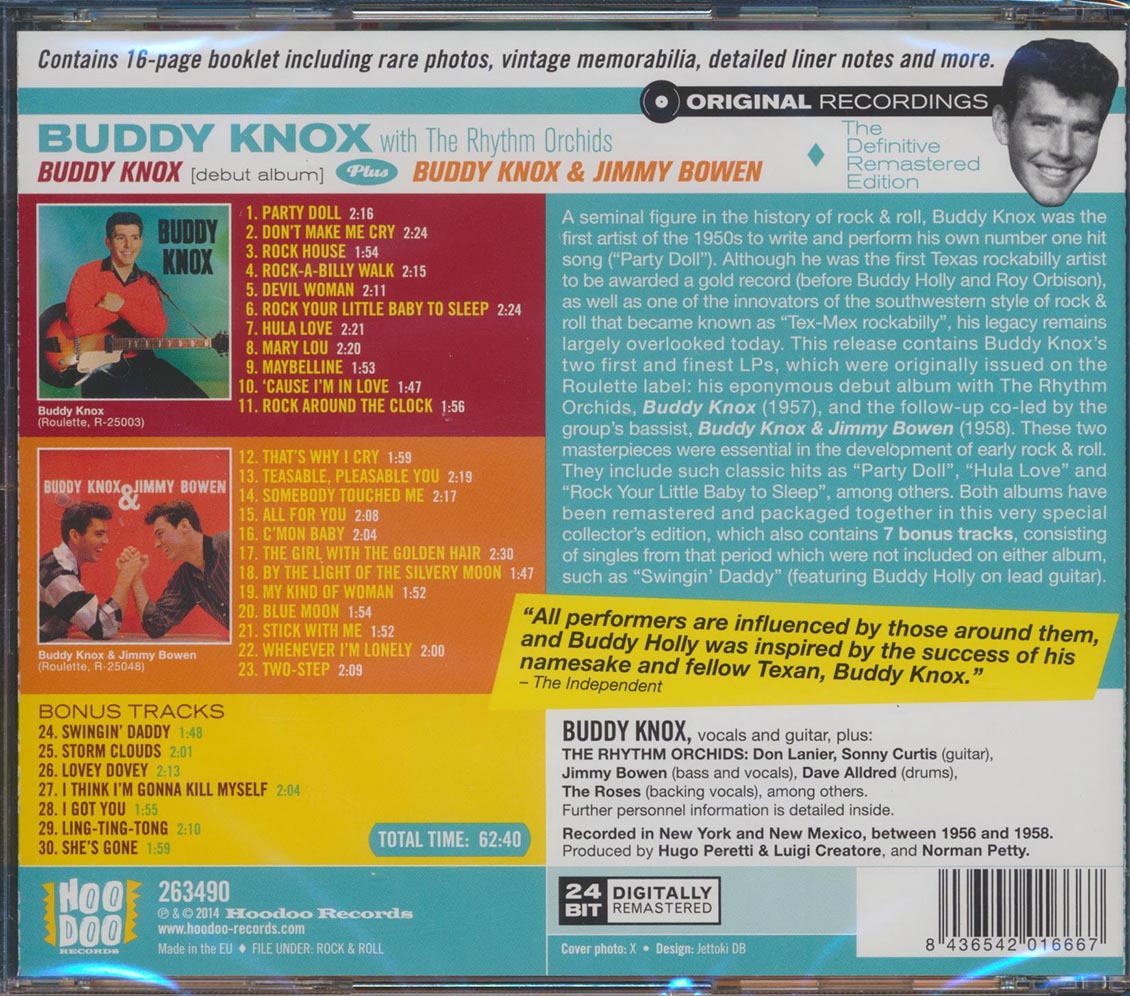 Contains 16-page booklet including rare photos, vintage memorabilia, detailed liner notes and more.
ORIGINAL RECORDINGS
BUDDY KNOX with The Rhythm Orchids
BUDDY KNOX [debut album] Plus BUDDY KNOX & JIMMY BOWEN
The
Definitive
Remastered
Edition
BUDDY
KNOX
Buddy Knox
(Roulette, R-25003)
1. PARTY DOLL 2:16
2. DON'T MAKE ME CRY 2:24
3. ROCK HOUSE 1:54
4. ROCK-A-BILLY WALK 2:15
5. DEVIL WOMAN 2:11
6. ROCK YOUR LITTLE BABY TO SLEEP 2:24
7. HULA LOVE 2:21
8. MARY LOU 2:20
9. MAYBELLINE 1:53
10. 'CAUSE I'M IN LOVE 1:47
11. ROCK AROUND THE CLOCK 1:56
BUDDY KNOX & JIMMY BOWEN
Buddy Knox & Jimmy Bowen
(Roulette, R-25048)
12. THAT'S WHY I CRY 1:59
13. TEASABLE, PLEASABLE YOU 2:19
14. SOMEBODY TOUCHED ME 2:17
15. ALL FOR YOU 2:08
16. C'MON BABY 2:04
17. THE GIRL WITH THE GOLDEN HAIR 2:30
18. BY THE LIGHT OF THE SILVERY MOON 1:47
19. MY KIND OF WOMAN 1:52
20. BLUE MOON 1:54
21. STICK WITH ME 1:52
22. WHENEVER I'M LONELY 2:00
23. TWO-STEP 2:09
BONUS TRACKS
24. SWINGIN' DADDY 1:48
25. STORM CLOUDS 2:01
26. LOVEY DOVEY 2:13
27. I THINK I'M GONNA KILL MYSELF 2:04
28. I GOT YOU 1:55
29. LING-TING-TONG 2:10
30. SHE'S GONE 1:59
TOTAL TIME: 62:40
A seminal figure in the history of rock & roll, Buddy Knox was the
first artist of the 1950s to write and perform his own number one hit
song ("Party Doll"). Although he was the first Texas rockabilly artist
to be awarded a gold record (before Buddy Holly and Roy Orbison),
as well as one of the innovators of the southwestern style of rock &
roll that became known as "Tex-Mex rockabilly", his legacy remains
largely overlooked today. This release contains Buddy Knox's
two first and finest LPs, which were originally issued on the
Roulette label: his eponymous debut album with The Rhythm
Orchids, Buddy Knox (1957), and the follow-up co-led by the
group's bassist, Buddy Knox & Jimmy Bowen (1958). These two
masterpieces were essential in the development of early rock & roll.
They include such classic hits as "Party Doll", "Hula Love" and
"Rock Your Little Baby to Sleep", among others. Both albums have
been remastered and packaged together in this very special
collector's edition, which also contains 7 bonus tracks, consisting
of singles from that period which were not included on either album,
such as "Swingin' Daddy" (featuring Buddy Holly on lead guitar).
"All performers are influenced by those around them,
and Buddy Holly was inspired by the success of his
namesake and fellow Texan, Buddy Knox."
– The Independent
BUDDY KNOX, vocals and guitar, plus:
THE RHYTHM ORCHIDS: Don Lanier, Sonny Curtis (guitar),
Jimmy Bowen (bass and vocals), Dave Alldred (drums),
The Roses (backing vocals), among others.
Further personnel information is detailed inside.
Recorded in New York and New Mexico, between 1956 and 1958.
Produced by Hugo Peretti & Luigi Creatore, and Norman Petty.
HOO
DOO
RECORDS
263490
℗ & © 2014 Hoodoo Records
www.hoodoo-records.com
Made in the EU ♦ FILE UNDER: ROCK & ROLL
24
BIT
DIGITALLY
REMASTERED
Cover photo: X • Design: Jettoki DB
8 436542 016667